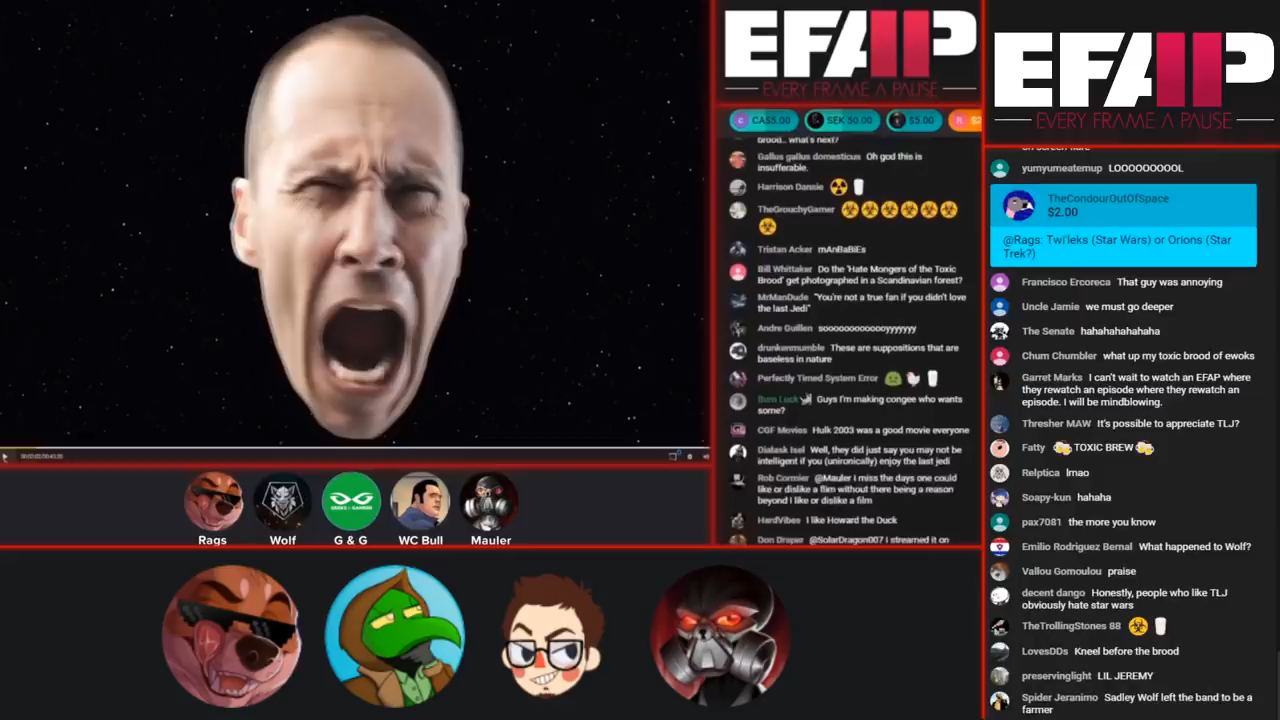 EFAP
EVERY FRAME A PAUSE
CA$5.00
SEK 50.00
$5.00
brood.. what's next?
Gallus gallus domesticus Oh god this is
insufferable.
Harrison Dansie
TheGrouchyGamer
Tristan Acker mAnBaBiEs
Bill Whittaker Do the 'Hate Mongers of the Toxic
Brood' get photographed in a Scandinavian forest?
MrManDude "You're not a true fan if you didn't love
the last Jedi"
Andre Guillen soooooooooooyyyyyyy
drunkenmumble These are suppositions that are
baseless in nature
Perfectly Timed System Error
Guys I'm making congee who wants
some?
CGF Movies Hulk 2003 was a good movie everyone
Dialask Isel Well, they did just say you may not be
intelligent if you (unironically) enjoy the last jedi
Rob Cormier @Mauler I miss the days one could
like or dislike a film without there being a reason
beyond I like or dislike a film
HardVibes I like Howard the Duck
Don Draper @SolarDragon007 I streamed it on
GEEKS + GAMERS
Rags
Wolf
G & G
WC Bull
Mauler
EFAP
EVERY FRAME A PAUSE
yumyumeatemup LOOOOOOOOOL
TheCondourOutOfSpace
$2.00
@Rags: Twi'leks (Star Wars) or Orions (Star
Trek?)
Francisco Ercoreca That guy was annoying
Uncle Jamie we must go deeper
The Senate hahahahahahaha
Chum Chumbler what up my toxic brood of ewoks
Garret Marks I can't wait to watch an EFAP where
they rewatch an episode where they rewatch an
episode. I will be mindblowing.
Thresher MAW It's possible to appreciate TLJ?
Fatty TOXIC BREW
Relptica lmao
Soapy-kun hahaha
pax7081 the more you know
Emilio Rodriguez Bernal What happened to Wolf?
Vallou Gomoulou praise
decent dango Honestly, people who like TLJ
obviously hate star wars
TheTrollingStones 88
LovesDDs Kneel before the brood
preservinglight LIL JEREMY
Spider Jeranimo Sadley Wolf left the band to be a
farmer